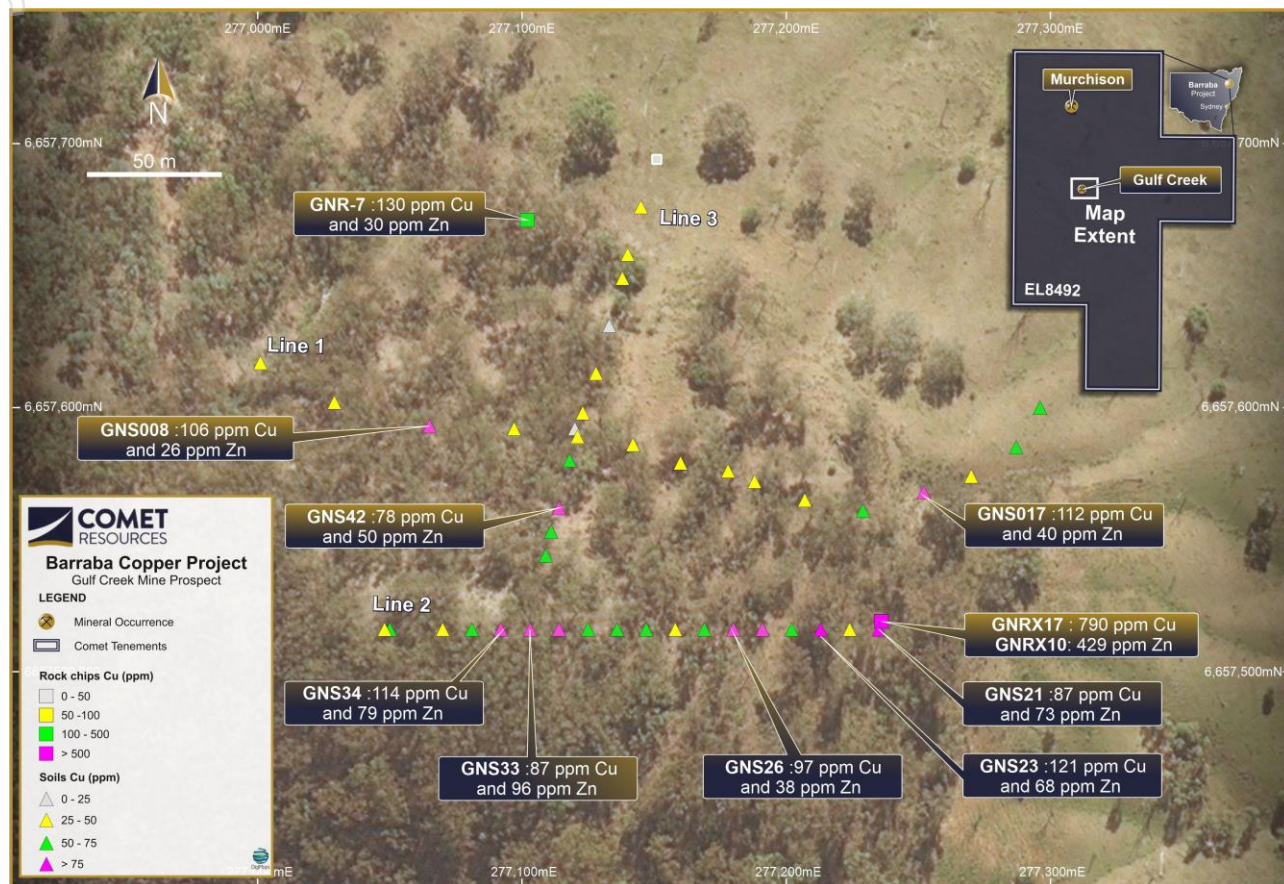 277,000mE
277,100mE
277,200mE
277,300mE
N
50 m
6,657,700mN
Murchison
Barraba
Project
Sydney
Gulf Creek
Map
Extent
EL8492
GNR-7 :130 ppm Cu
and 30 ppm Zn
Line 3
Line 1
6,657,600mN
6,657,600mN
GNS008 :106 ppm Cu
and 26 ppm Zn
GNS42 :78 ppm Cu
and 50 ppm Zn
GNS017 :112 ppm Cu
and 40 ppm Zn
Line 2
GNRX17 : 790 ppm Cu
GNRX10: 429 ppm Zn
6,657,500mN
GNS34 :114 ppm Cu
and 79 ppm Zn
GNS21 :87 ppm Cu
and 73 ppm Zn
GNS33 :87 ppm Cu
and 96 ppm Zn
GNS26 :97 ppm Cu
and 38 ppm Zn
GNS23 :121 ppm Cu
and 68 ppm Zn
COMET
RESOURCES
Barraba Copper Project
Gulf Creek Mine Prospect
LEGEND
Mineral Occurrence
Comet Tenements
Rock chips Cu (ppm)
0 - 50
50 -100
100 - 500
> 500
Soils Cu (ppm)
0 - 25
25 - 50
50 - 75
> 75
277,100mE
277,200mE
277,300mE